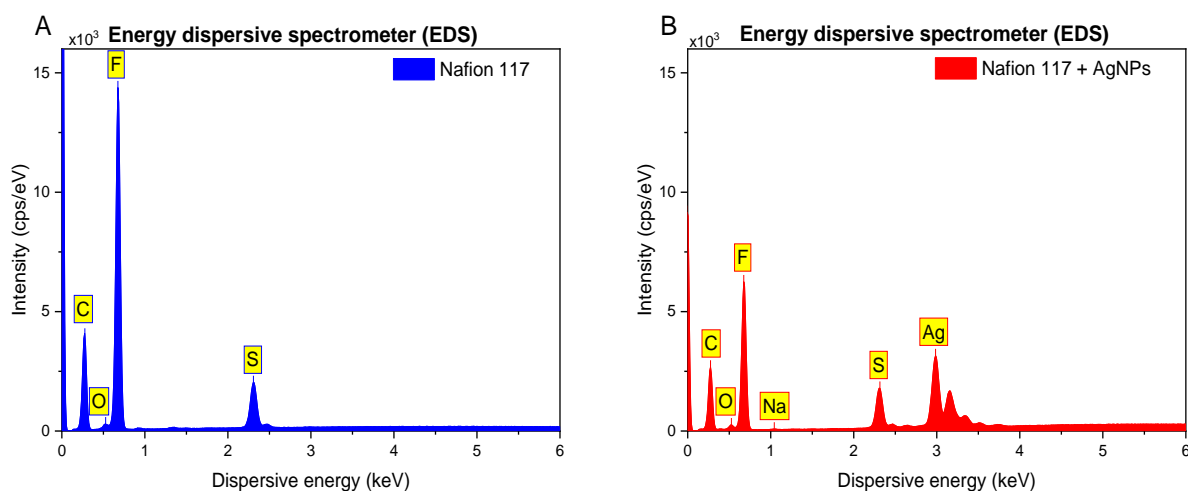 A
Energy dispersive spectrometer (EDS)
×10³
Nafion 117
15
10
5
0
Intensity (cps/eV)
F
C
O
S
0 1 2 3 4 5 6
Dispersive energy (keV)
B
Energy dispersive spectrometer (EDS)
×10³
Nafion 117 + AgNPs
15
10
5
0
Intensity (cps/eV)
F
C
O
Na
S
Ag
0 1 2 3 4 5 6
Dispersive energy (keV)